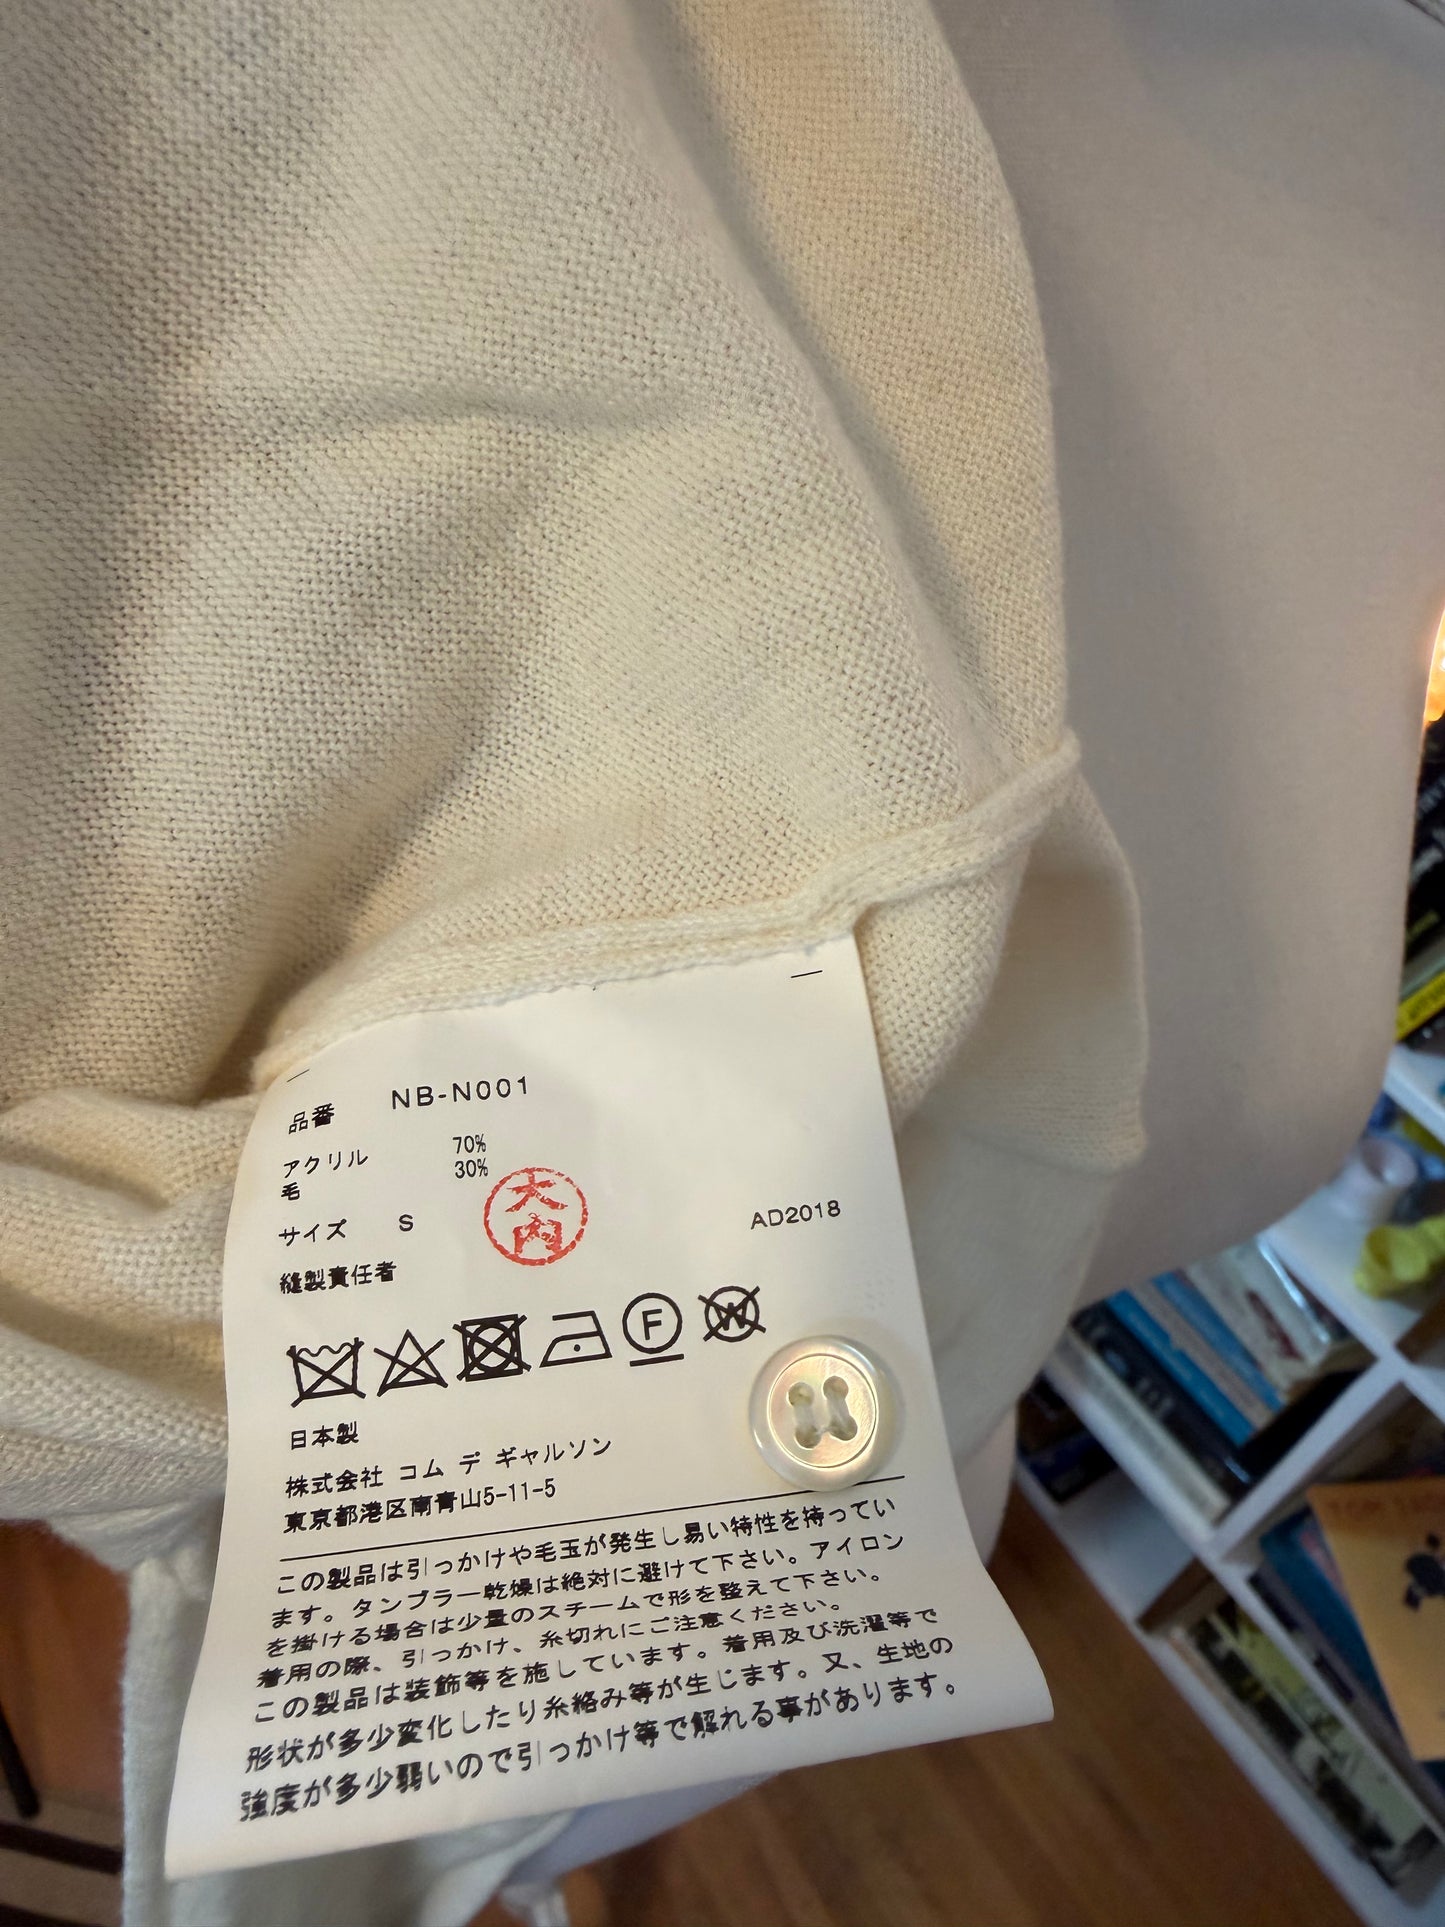 品番 NB-N001
アクリル 70%
毛 30%
サイズ S
大内
AD2018
縫製責任者
F
W
日本製
株式会社 コム デ ギャルソン
東京都港区南青山5-11-5
この製品は引っかけや毛玉が発生し易い特性を持ってい
ます。タンブラー乾燥は絶対に避けて下さい。アイロン
を掛ける場合は少量のスチームで形を整えて下さい。
着用の際、引っかけ、糸切れにご注意ください。
この製品は装飾等を施しています。着用及び洗濯等で
形状が多少変化したり糸絡み等が生じます。又、生地の
強度が多少弱いので引っかけ等で解れる事があります。